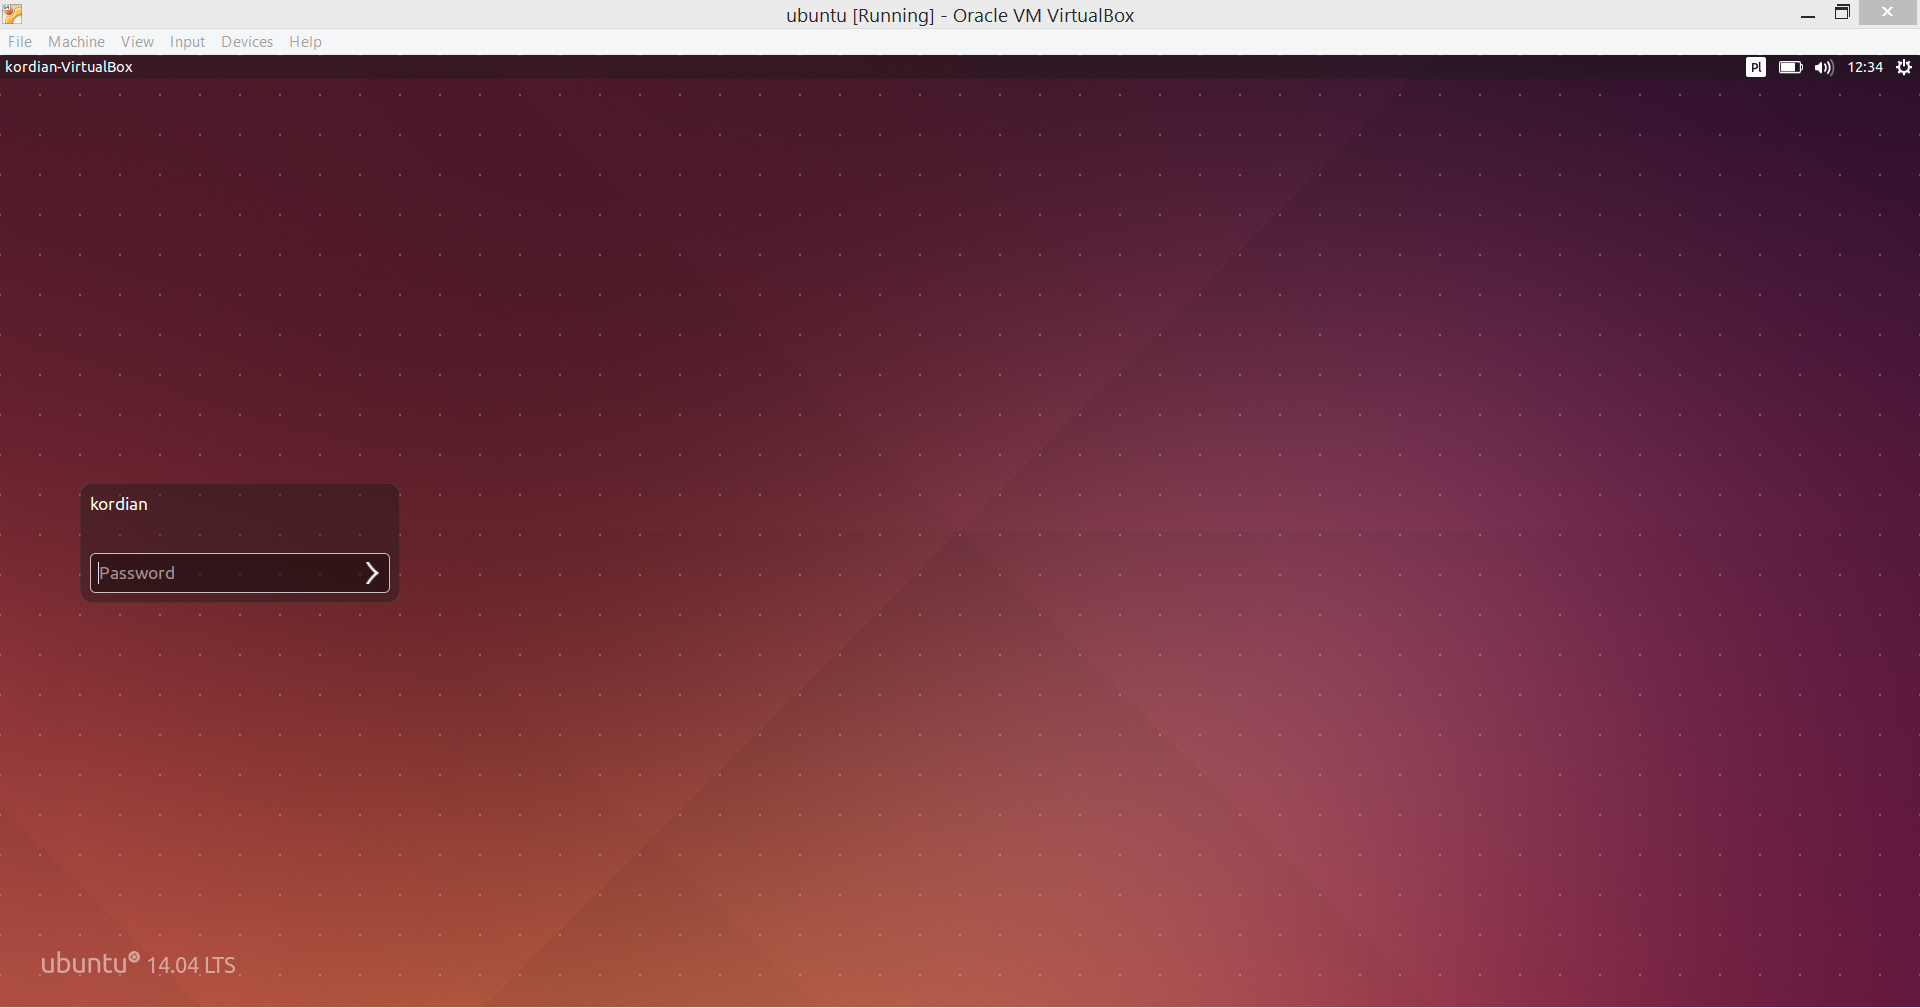 ubuntu [Running] - Oracle VM VirtualBox
File Machine View Input Devices Help
kordian-VirtualBox Pl 12:34
kordian
Password
ubuntu 14.04 LTS